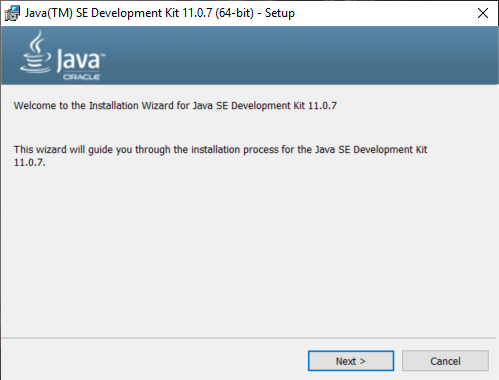 Java(TM) SE Development Kit 11.0.7 (64-bit) - Setup
Java™
ORACLE
Welcome to the Installation Wizard for Java SE Development Kit 11.0.7
This wizard will guide you through the installation process for the Java SE Development Kit
11.0.7.
Next >
Cancel